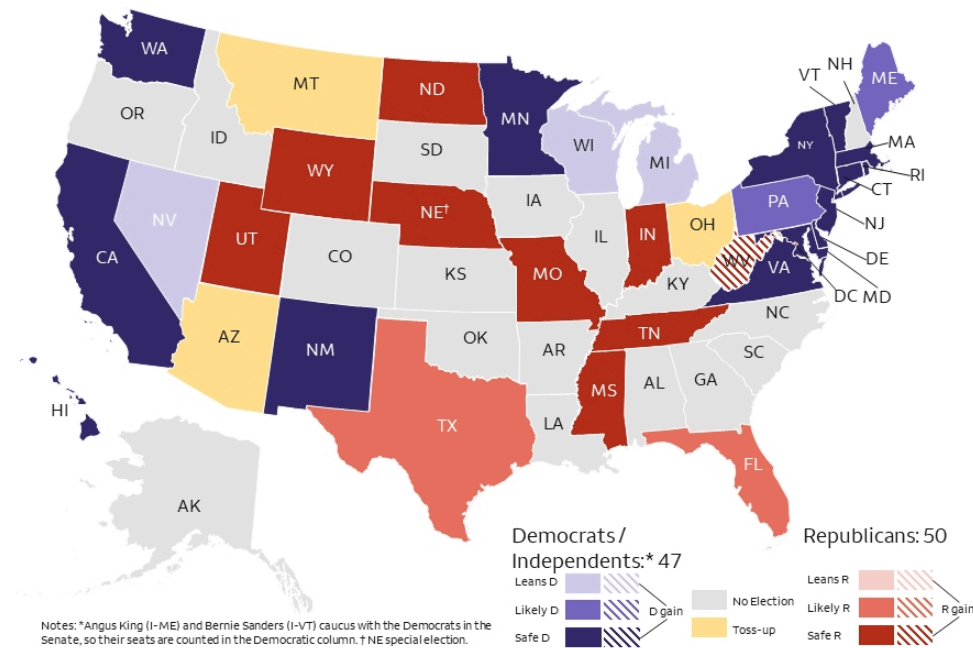 WA
OR
ID
MT
ND
MN
SD
WY
WI
MI
VT
NH
ME
NY
MA
RI
CT
NJ
PA
OH
IN
IL
IA
NE†
NV
UT
CO
KS
MO
KY
WV
VA
DE
MD
DC
CA
AZ
NM
OK
AR
TN
NC
SC
GA
AL
MS
LA
TX
FL
HI
AK
Democrats /
Independents:* 47
Leans D
Likely D
Safe D
D gain
No Election
Toss-up
Republicans: 50
Leans R
Likely R
Safe R
R gain
Notes: *Angus King (I-ME) and Bernie Sanders (I-VT) caucus with the Democrats in the
Senate, so their seats are counted in the Democratic column. † NE special election.